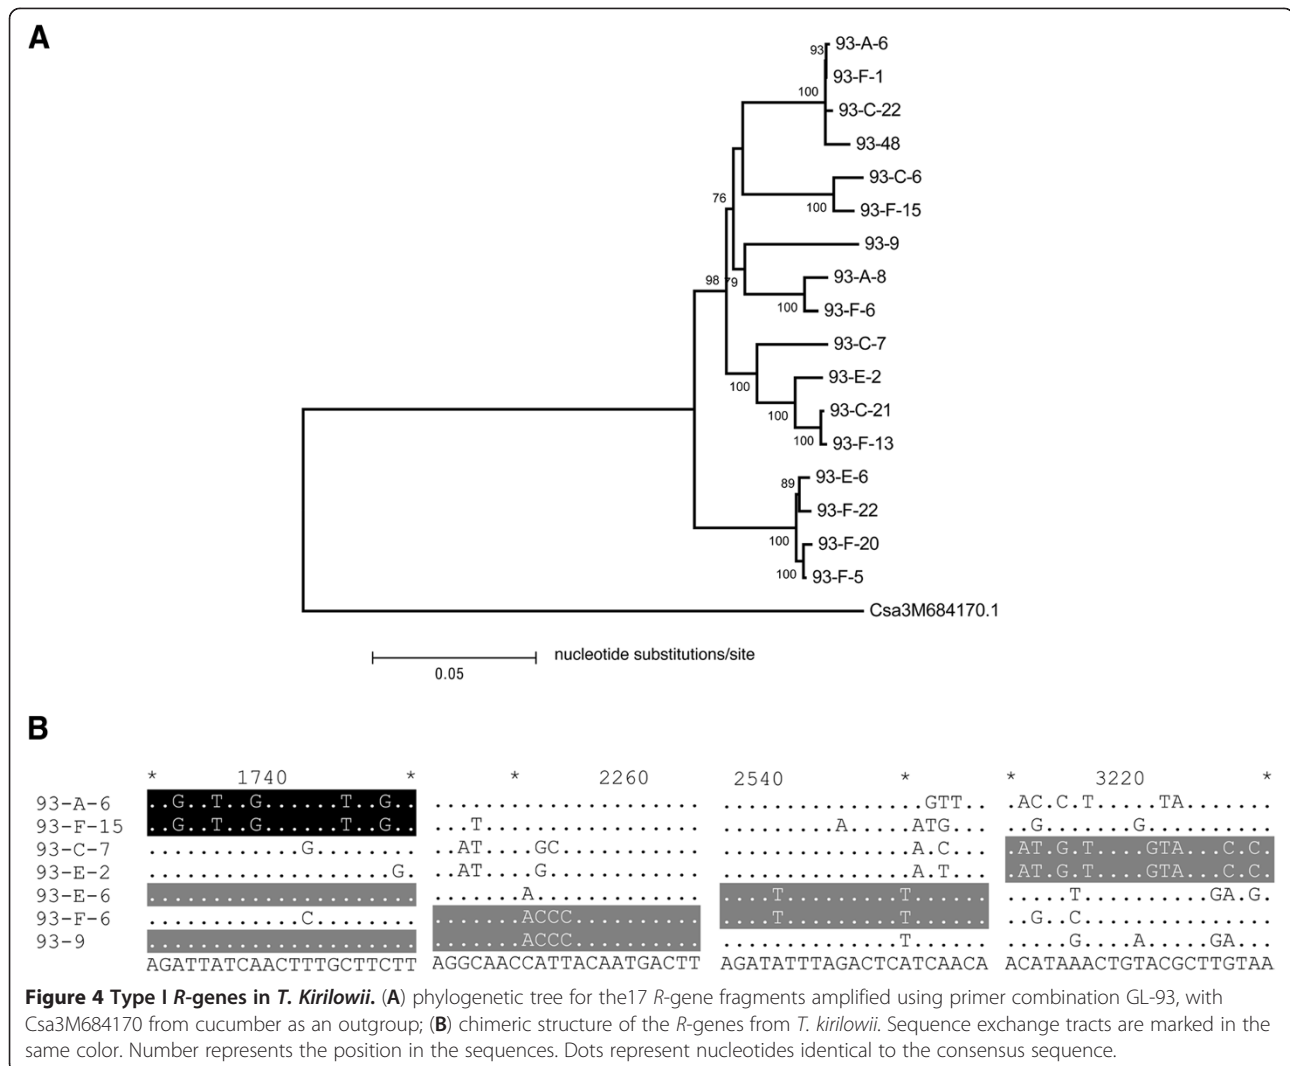 A
93
93-A-6
93-F-1
100
93-C-22
93-48
93-C-6
76
100
93-F-15
93-9
98
79
93-A-8
100
93-F-6
93-C-7
100
93-E-2
100
93-C-21
100
93-F-13
89
93-E-6
93-F-22
100
93-F-20
100
93-F-5
Csa3M684170.1
nucleotide substitutions/site
0.05
B
* 1740 * * 2260 2540 * * 3220 *
93-A-6 ..G..T..G......T..G.. ..................... ................GTT.. .AC.C.T.....TA.......
93-F-15 ..G..T..G......T..G.. ...T................. .........A.....ATG... ..G.......G..........
93-C-7 ............G........ ..AT....GC........... ...............A.C... .AT.G.T....GTA...C.C.
93-E-2 ...................G. ..AT....G............ ...............A.T... .AT.G.T....GTA...C.C.
93-E-6 ..................... .......A............. ....T.........T...... .....T..........GA.G.
93-F-6 ............C........ .......ACCC.......... ....T.........T...... ..G..C...............
93-9 ..................... .......ACCC.......... ..............T...... .....G....A.....GA...
AGATTATCAACTTTGCTTCTT AGGCAACCATTACAATGACTT AGATATTTAGACTCATCAACA ACATAAACTGTACGCTTGTAA
Figure 4 Type I R-genes in T. Kirilowii. (A) phylogenetic tree for the17 R-gene fragments amplified using primer combination GL-93, with
Csa3M684170 from cucumber as an outgroup; (B) chimeric structure of the R-genes from T. kirilowii. Sequence exchange tracts are marked in the
same color. Number represents the position in the sequences. Dots represent nucleotides identical to the consensus sequence.